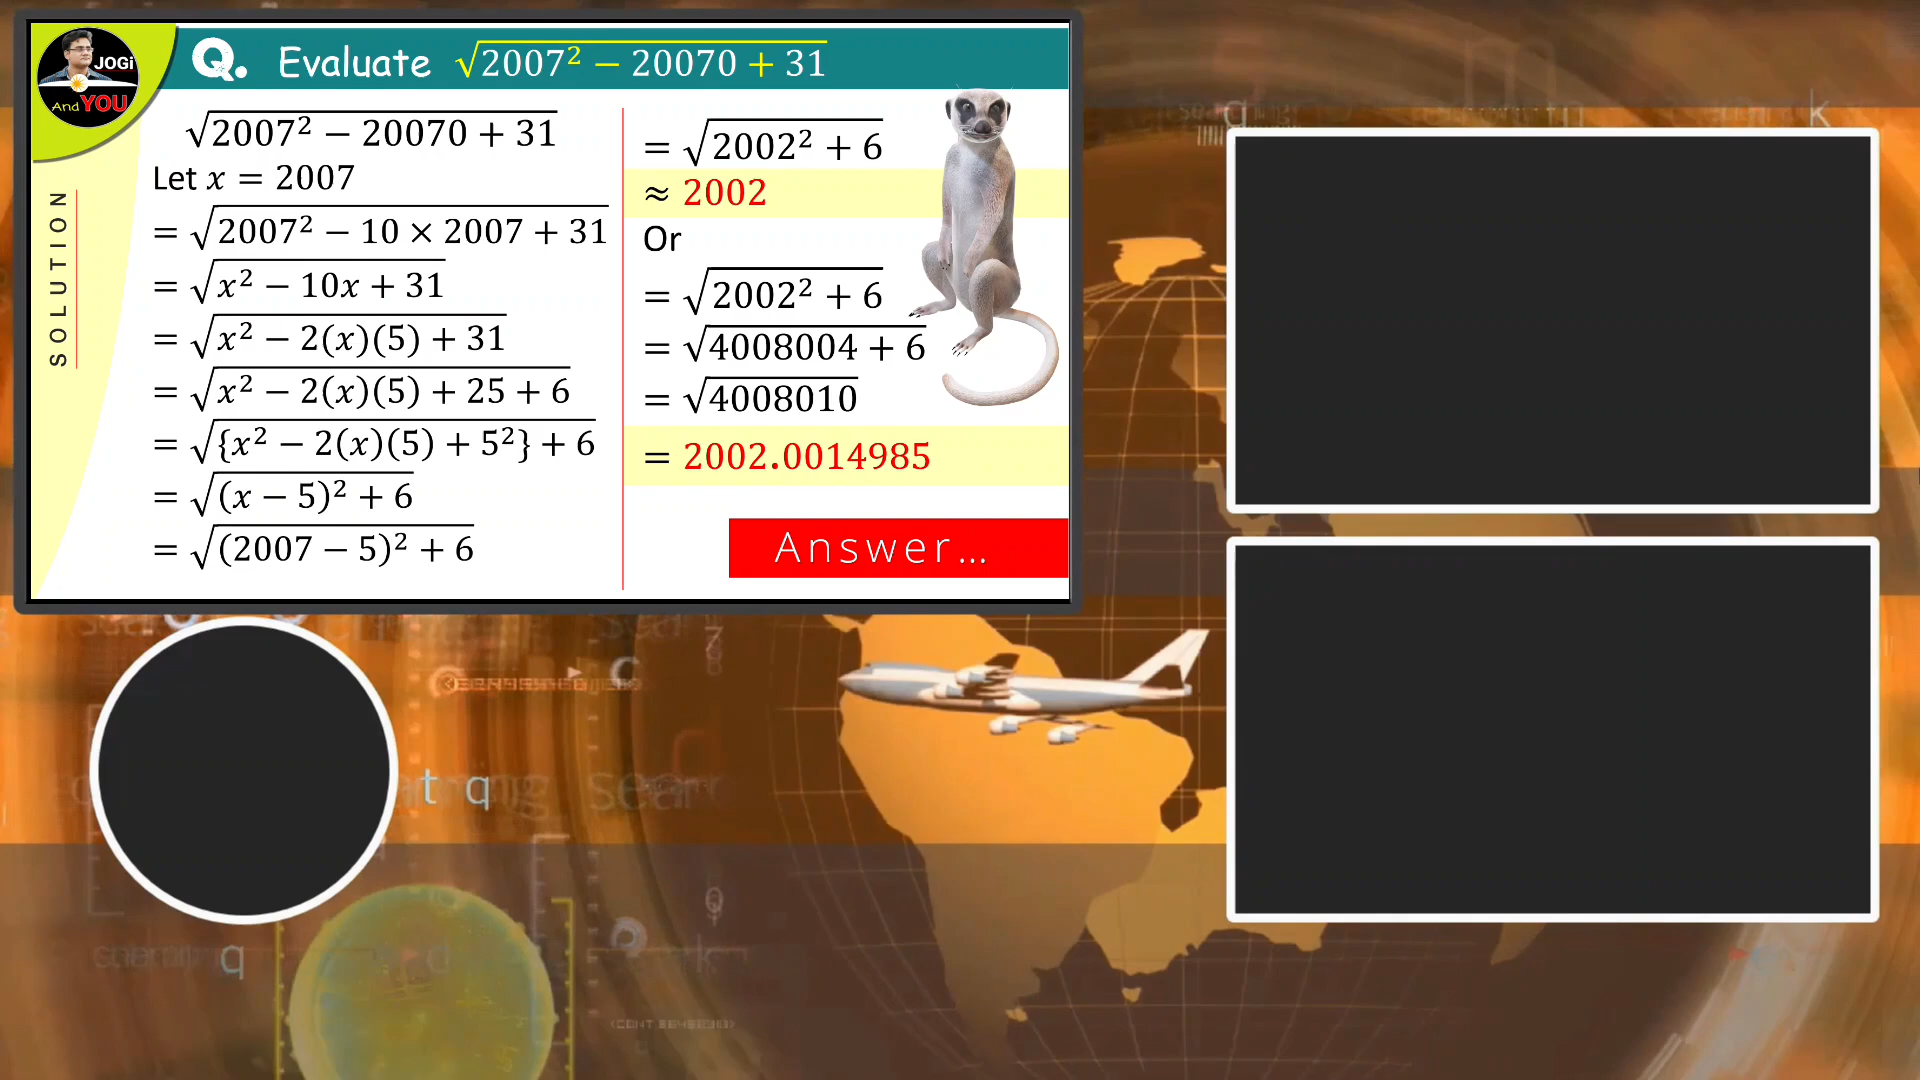 JOGi
And YOU
Q. Evaluate √2007² − 20070 + 31
SOLUTION
√2007² − 20070 + 31
Let x = 2007
= √2007² − 10 × 2007 + 31
= √x² − 10x + 31
= √x² − 2(x)(5) + 31
= √x² − 2(x)(5) + 25 + 6
= √{x² − 2(x)(5) + 5²} + 6
= √(x − 5)² + 6
= √(2007 − 5)² + 6
= √2002² + 6
≈ 2002
Or
= √2002² + 6
= √4008004 + 6
= √4008010
= 2002.0014985
Answer...
q
k
C
t q
q